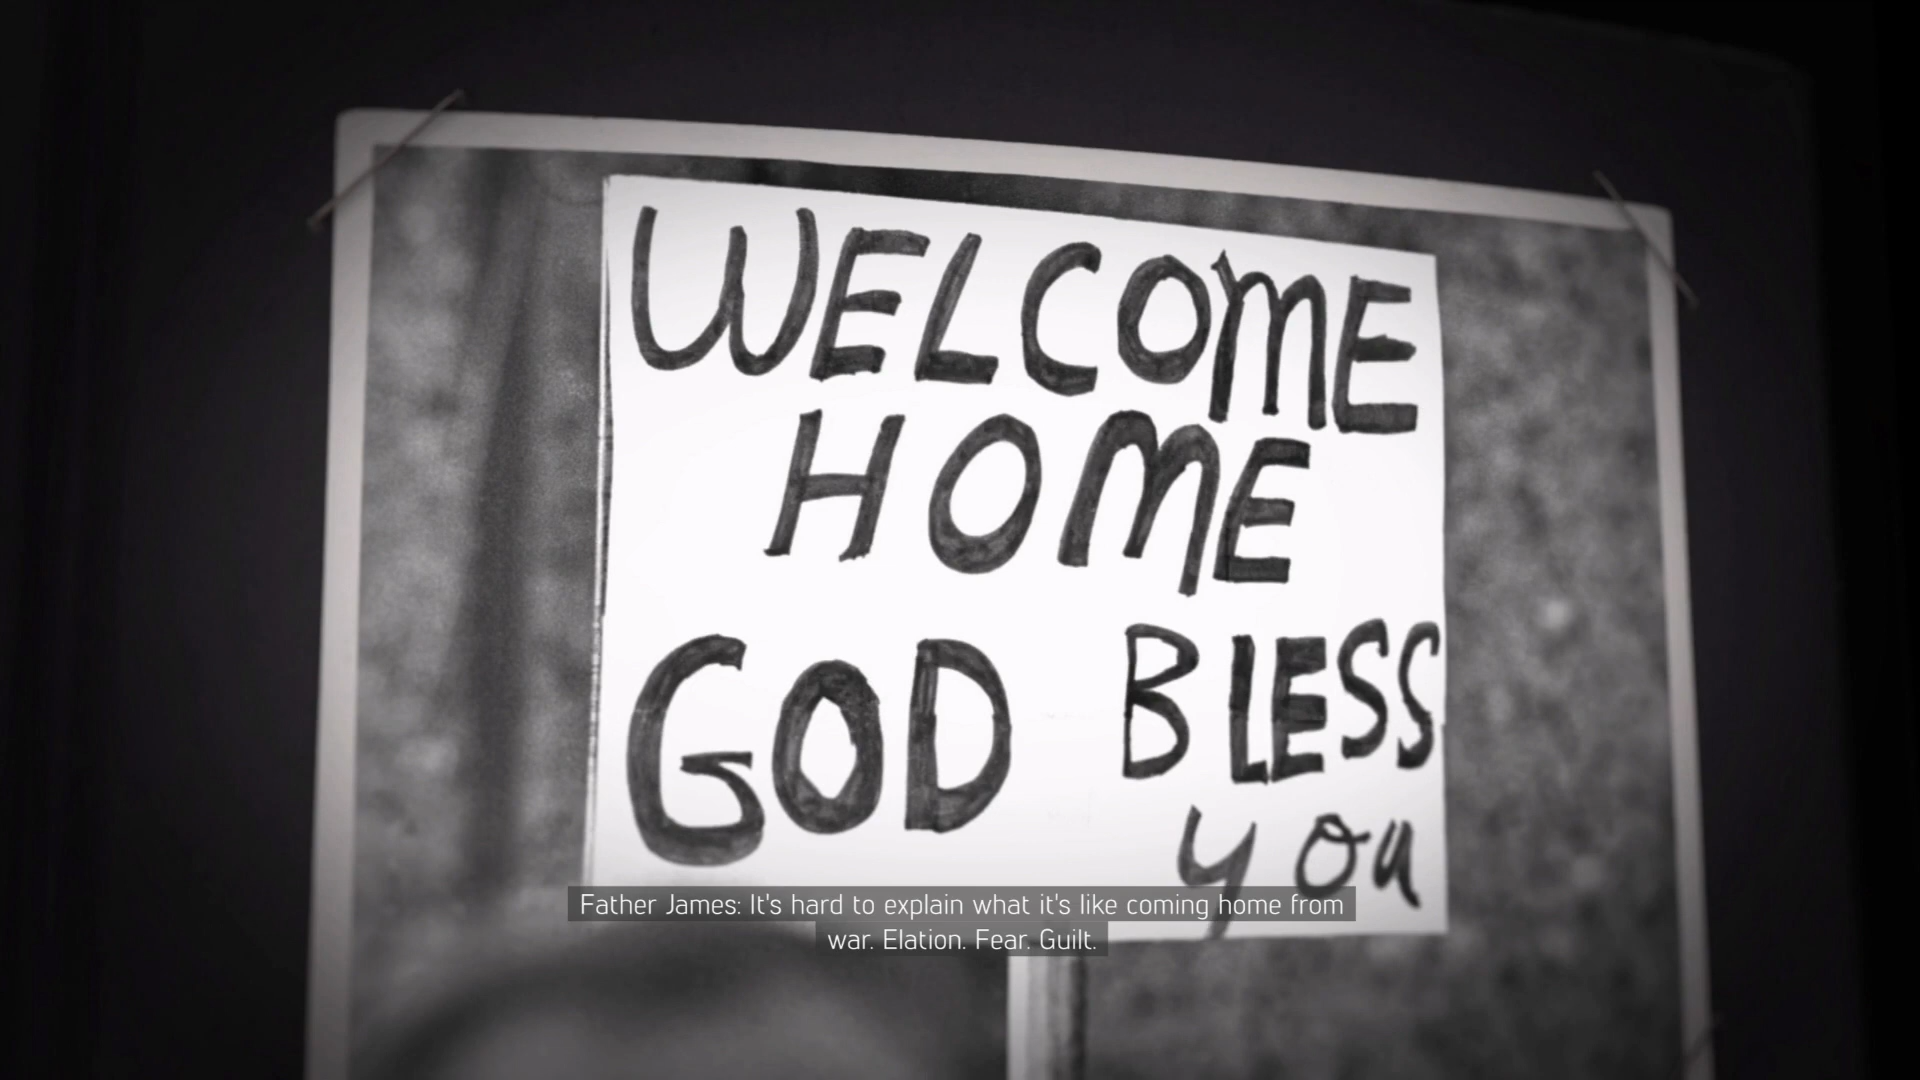 WELCOME
HOME
GOD BLESS
you
Father James: It's hard to explain what it's like coming home from
war. Elation. Fear. Guilt.